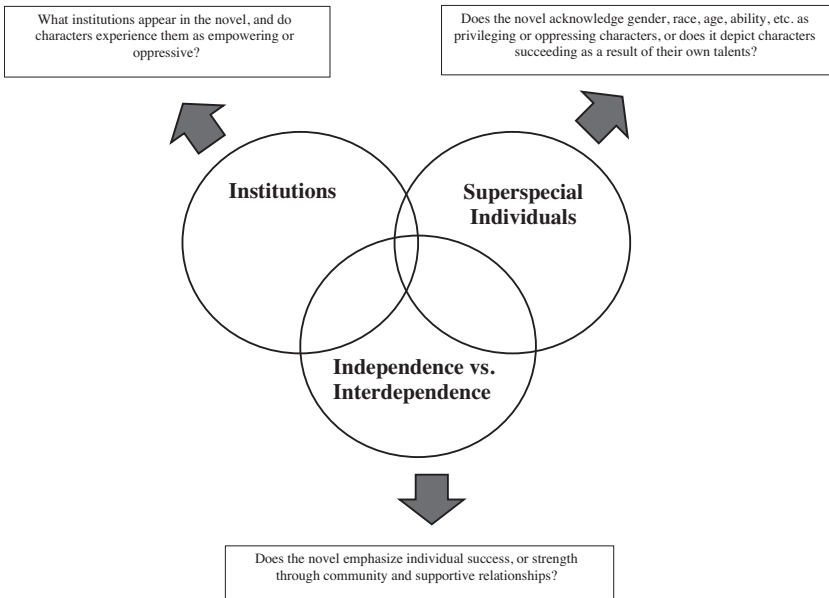 What institutions appear in the novel, and do
characters experience them as empowering or
oppressive?
Does the novel acknowledge gender, race, age, ability, etc. as
privileging or oppressing characters, or does it depict characters
succeeding as a result of their own talents?
Institutions
Superspecial
Individuals
Independence vs.
Interdependence
Does the novel emphasize individual success, or strength
through community and supportive relationships?